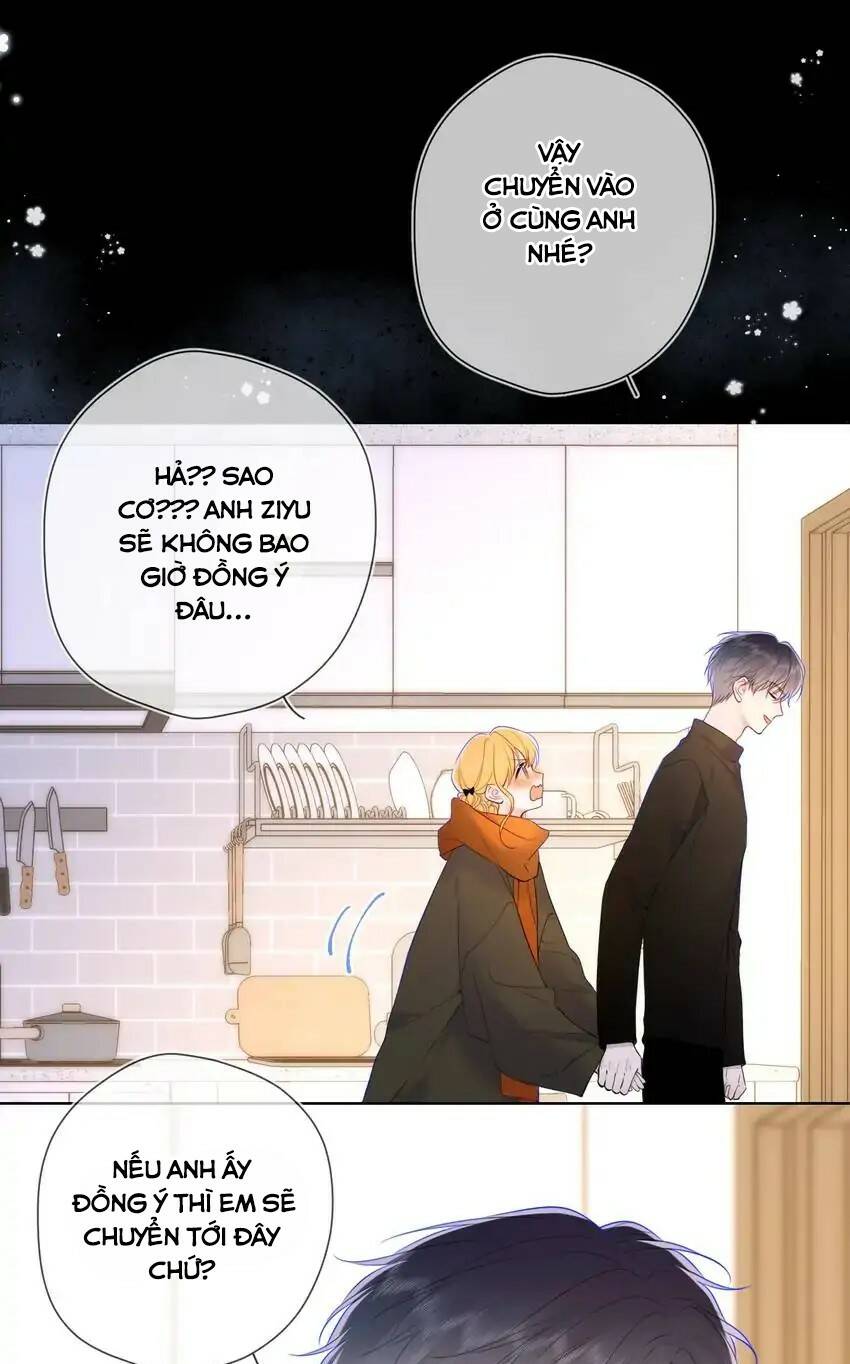 VẬY
CHUYỂN VÀO
Ở CÙNG ANH
NHÉ?
HẢ?? SAO
CƠ??? ANH ZIYU
SẼ KHÔNG BAO
GIỜ ĐỒNG Ý
ĐÂU...
NẾU ANH ẤY
ĐỒNG Ý THÌ EM SẼ
CHUYỂN TỚI ĐÂY
CHỨ?